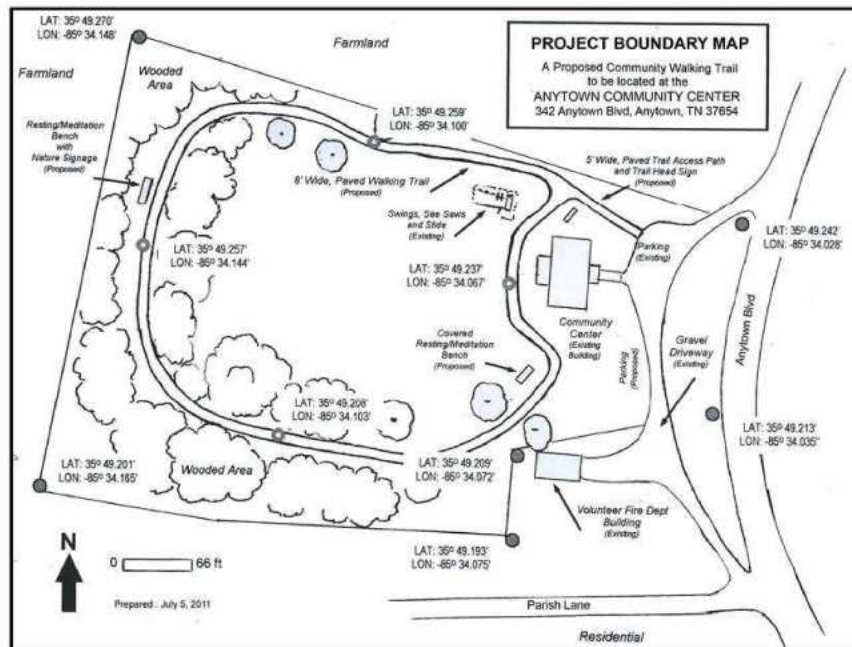 LAT: 35º 49.270'
LON: -85º 34.148'
Farmland
PROJECT BOUNDARY MAP
A Proposed Community Walking Trail
to be located at the
ANYTOWN COMMUNITY CENTER
342 Anytown Blvd, Anytown, TN 37654
Farmland
Wooded
Area
Resting/Meditation
Bench
with
Nature Signage
(Proposed)
LAT: 35º 49.259'
LON: -85º 34.100'
5' Wide, Paved Trail Access Path
and Trail Head Sign
(Proposed)
Wide, Paved Walking Trail
(Proposed)
Swings, See Saws
and Slide
(Existing)
LAT: 35º 49.242'
LON: -85º 34.028'
Parking
(Existing)
LAT: 35º 49.257'
LON: -85º 34.144'
LAT: 35º 49.237'
LON: -85º 34.067'
Community
Center
(Existing
Building)
Gravel
Driveway
(Existing)
Anytown Blvd
Parking
(Proposed)
Covered
Resting/Meditation
Bench
(Proposed)
LAT: 35º 49.208'
LON: -85º 34.103'
LAT: 35º 49.213'
LON: -85º 34.035"
LAT: 35º 49.201'
LON: -85º 34.165'
Wooded Area
LAT: 35º 49.209'
LON: -85º 34.072'
Volunteer Fire Dept
Building
(Existing)
LAT: 35º 49.193'
LON: -85º 34.075'
N
0 66 ft
Prepared : July 5, 2011
Parish Lane
Residential